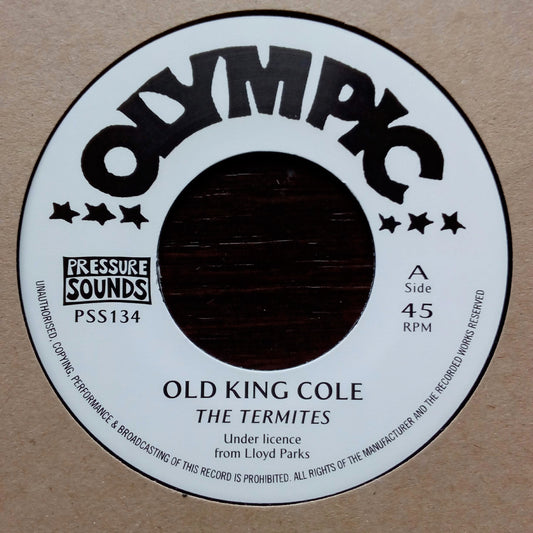 OLYMPIC
PRESSURE
SOUNDS
PSS134
A
Side
45
RPM
OLD KING COLE
THE TERMITES
Under licence
from Lloyd Parks
UNAUTHORISED, COPYING, PERFORMANCE & BROADCASTING OF THIS RECORD IS PROHIBITED. ALL RIGHTS OF THE MANUFACTURER AND THE RECORDED WORKS RESERVED